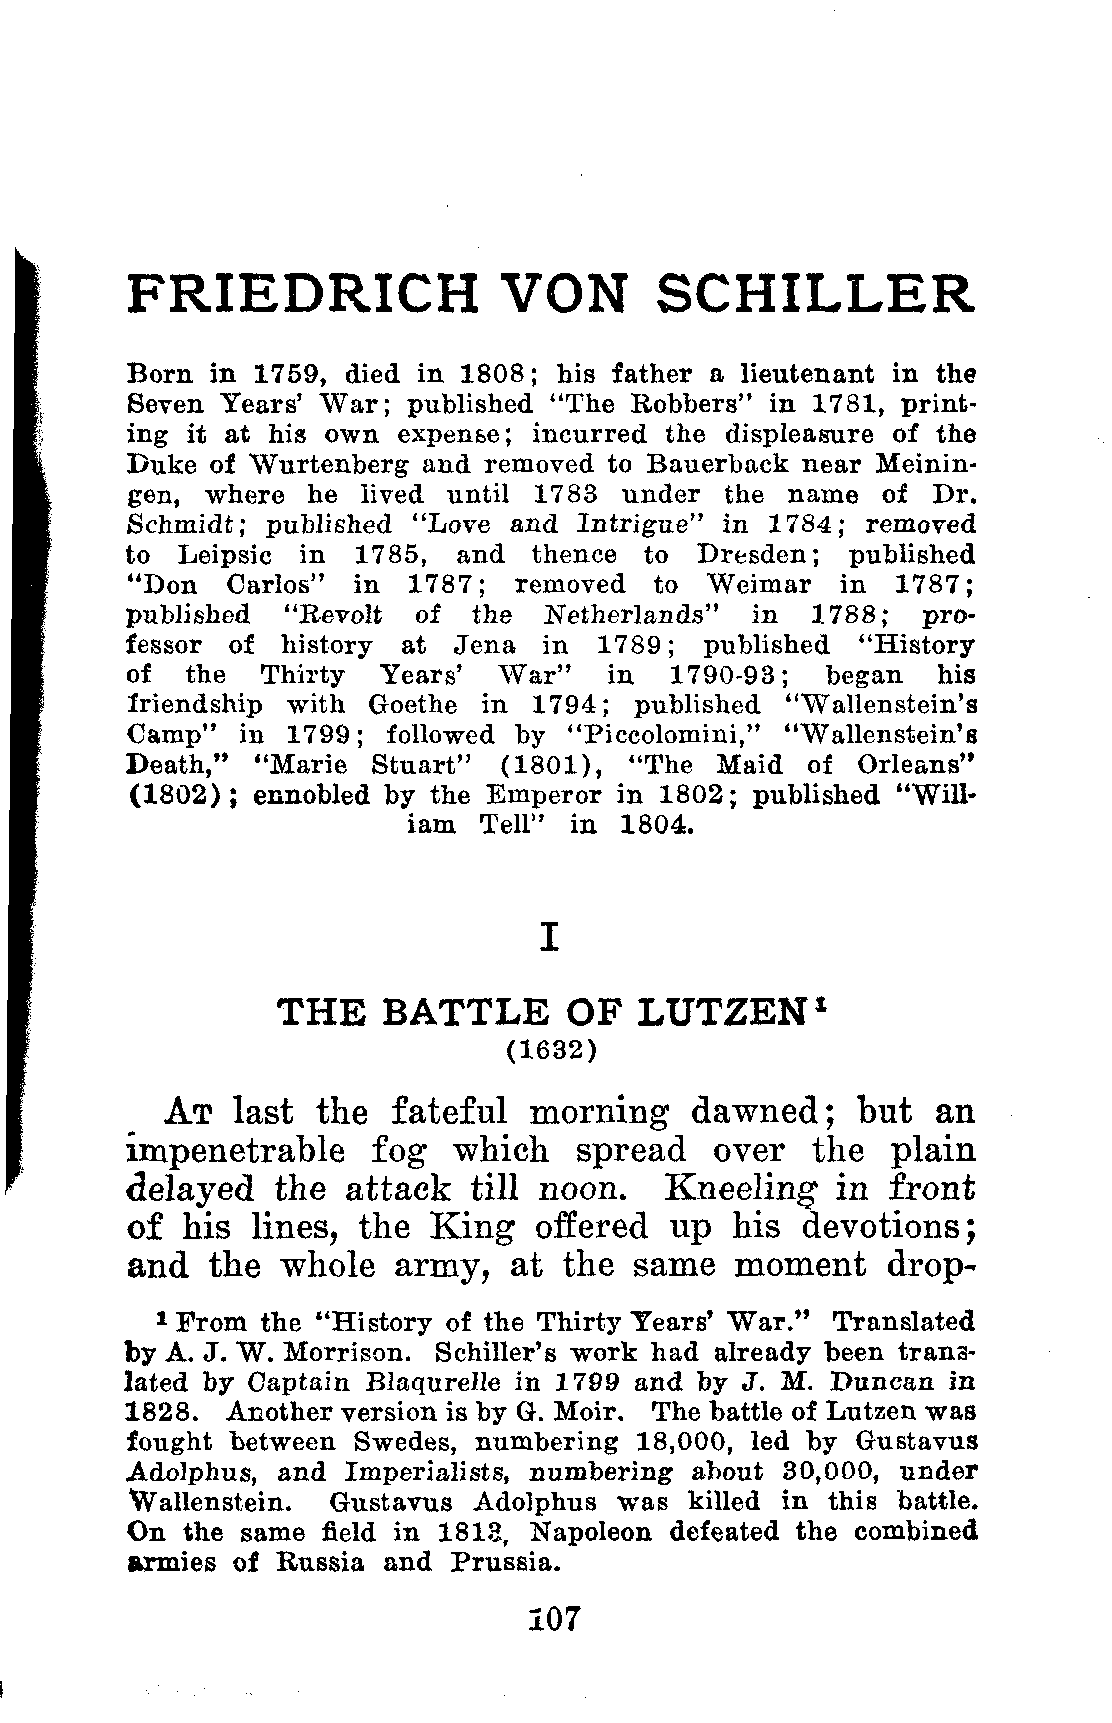 FRIEDRICH VON SCHILLER
Born in 1759, died in 1808; his father a lieutenant in the
Seven Years' War; published "The Robbers" in 1781, print-
ing it at his own expense; incurred the displeasure of the
Duke of Wurtenberg and removed to Bauerback near Meinin-
gen, where he lived until 1783 under the name of Dr.
Schmidt; published "Love and Intrigue" in 1784; removed
to Leipsic in 1785, and thence to Dresden; published
"Don Carlos" in 1787; removed to Weimar in 1787;
published "Revolt of the Netherlands" in 1788; pro-
fessor of history at Jena in 1789; published "History
of the Thirty Years' War" in 1790-93; began his
friendship with Goethe in 1794; published "Wallenstein's
Camp" in 1799; followed by "Piccolomini," "Wallenstein's
Death," "Marie Stuart" (1801), "The Maid of Orleans"
(1802); ennobled by the Emperor in 1802; published "Will-
iam Tell" in 1804.
I
THE BATTLE OF LUTZEN¹
(1632)
AT last the fateful morning dawned; but an
impenetrable fog which spread over the plain
delayed the attack till noon. Kneeling in front
of his lines, the King offered up his devotions;
and the whole army, at the same moment drop-
¹ From the "History of the Thirty Years' War." Translated
by A. J. W. Morrison. Schiller's work had already been trans-
lated by Captain Blaqurelle in 1799 and by J. M. Duncan in
1828. Another version is by G. Moir. The battle of Lutzen was
fought between Swedes, numbering 18,000, led by Gustavus
Adolphus, and Imperialists, numbering about 30,000, under
Wallenstein. Gustavus Adolphus was killed in this battle.
On the same field in 1813, Napoleon defeated the combined
armies of Russia and Prussia.
107